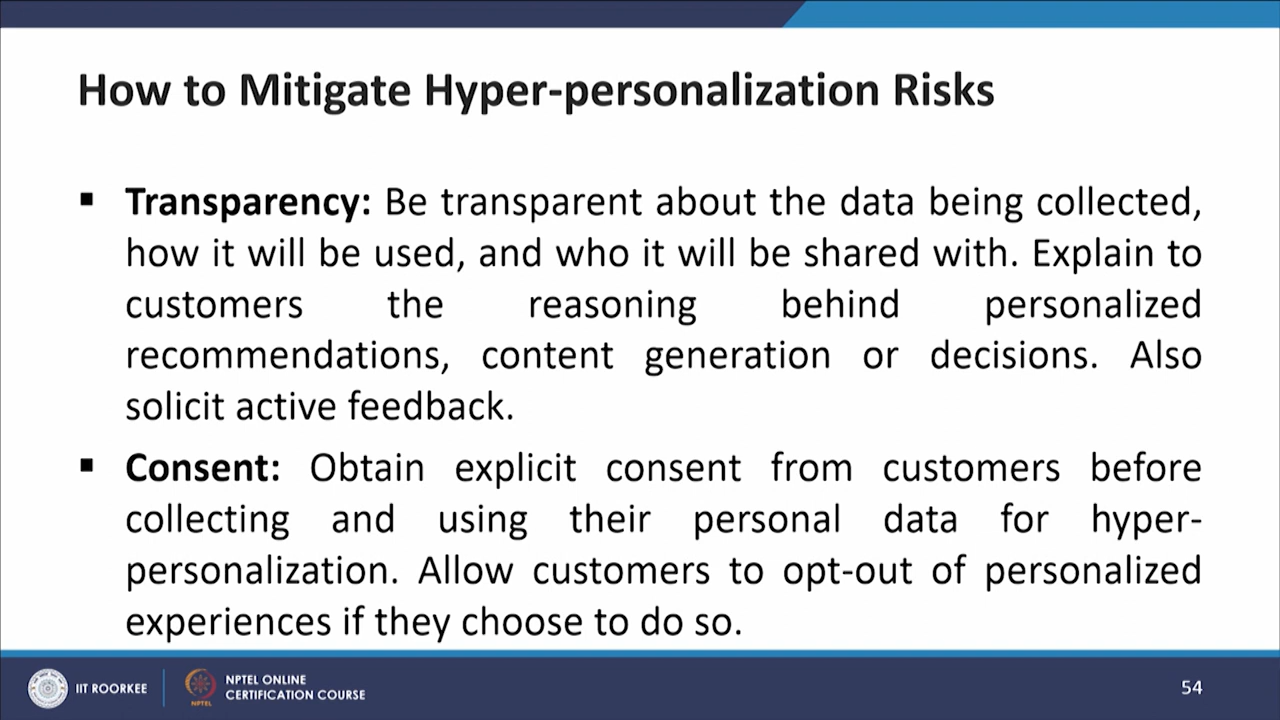 How to Mitigate Hyper-personalization Risks
▪ Transparency: Be transparent about the data being collected,
how it will be used, and who it will be shared with. Explain to
customers the reasoning behind personalized
recommendations, content generation or decisions. Also
solicit active feedback.
▪ Consent: Obtain explicit consent from customers before
collecting and using their personal data for hyper-
personalization. Allow customers to opt-out of personalized
experiences if they choose to do so.
IIT ROORKEE
NPTEL
NPTEL ONLINE
CERTIFICATION COURSE
54